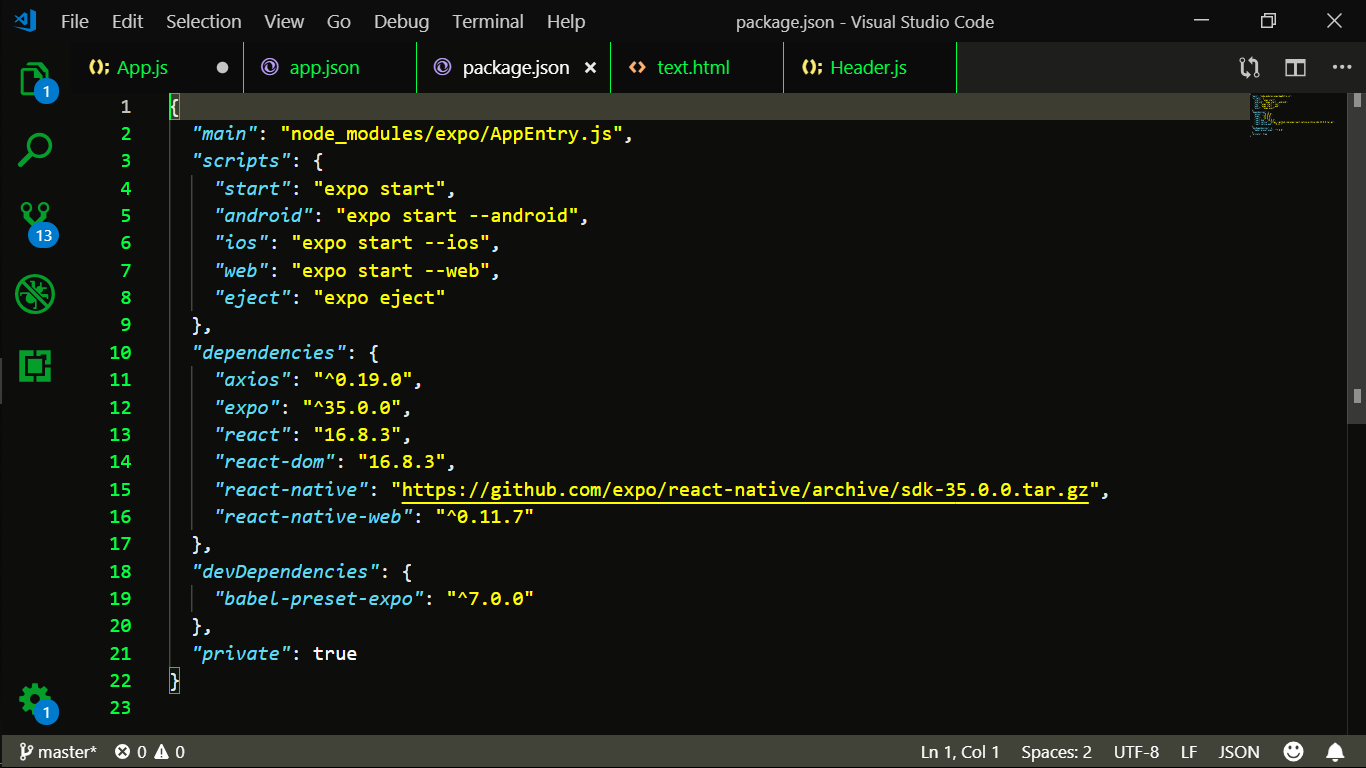 File Edit Selection View Go Debug Terminal Help package.json - Visual Studio Code
(); App.js app.json package.json text.html (); Header.js
1
13
1
1 {
2 "main": "node_modules/expo/AppEntry.js",
3 "scripts": {
4 "start": "expo start",
5 "android": "expo start --android",
6 "ios": "expo start --ios",
7 "web": "expo start --web",
8 "eject": "expo eject"
9 },
10 "dependencies": {
11 "axios": "^0.19.0",
12 "expo": "^35.0.0",
13 "react": "16.8.3",
14 "react-dom": "16.8.3",
15 "react-native": "https://github.com/expo/react-native/archive/sdk-35.0.0.tar.gz",
16 "react-native-web": "^0.11.7"
17 },
18 "devDependencies": {
19 "babel-preset-expo": "^7.0.0"
20 },
21 "private": true
22 }
23
master* 0 0 Ln 1, Col 1 Spaces: 2 UTF-8 LF JSON